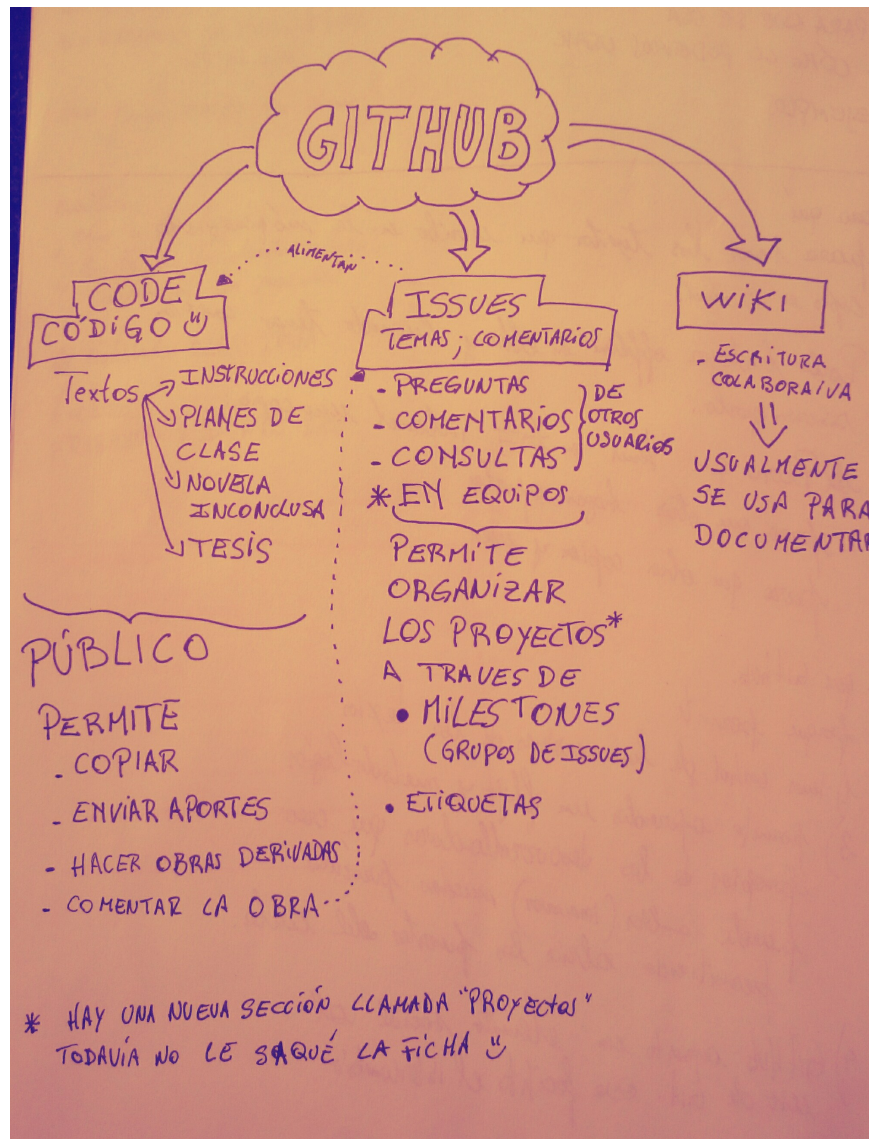 GITHUB
ALIMENTAN
CODE
CÓDIGO
Textos
INSTRUCCIONES
PLANES DE
CLASE
NOVELA
INCONCLUSA
TESIS
PÚBLICO
PERMITE
- COPIAR
- ENVIAR APORTES
- HACER OBRAS DERIVADAS
- COMENTAR LA OBRA
ISSUES
TEMAS; COMENTARIOS
- PREGUNTAS
- COMENTARIOS
- CONSULTAS
DE
OTROS
USUARIOS
* EN EQUIPOS
PERMITE
ORGANIZAR
LOS PROYECTOS*
A TRAVES DE
• MILESTONES
(GRUPOS DE ISSUES)
• ETIQUETAS
WIKI
- ESCRITURA
COLABORAIVA
USUALMENTE
SE USA PARA
DOCUMENTAR
* HAY UNA NUEVA SECCIÓN LLAMADA "PROYECTOS"
TODAVÍA NO LE SAQUÉ LA FICHA